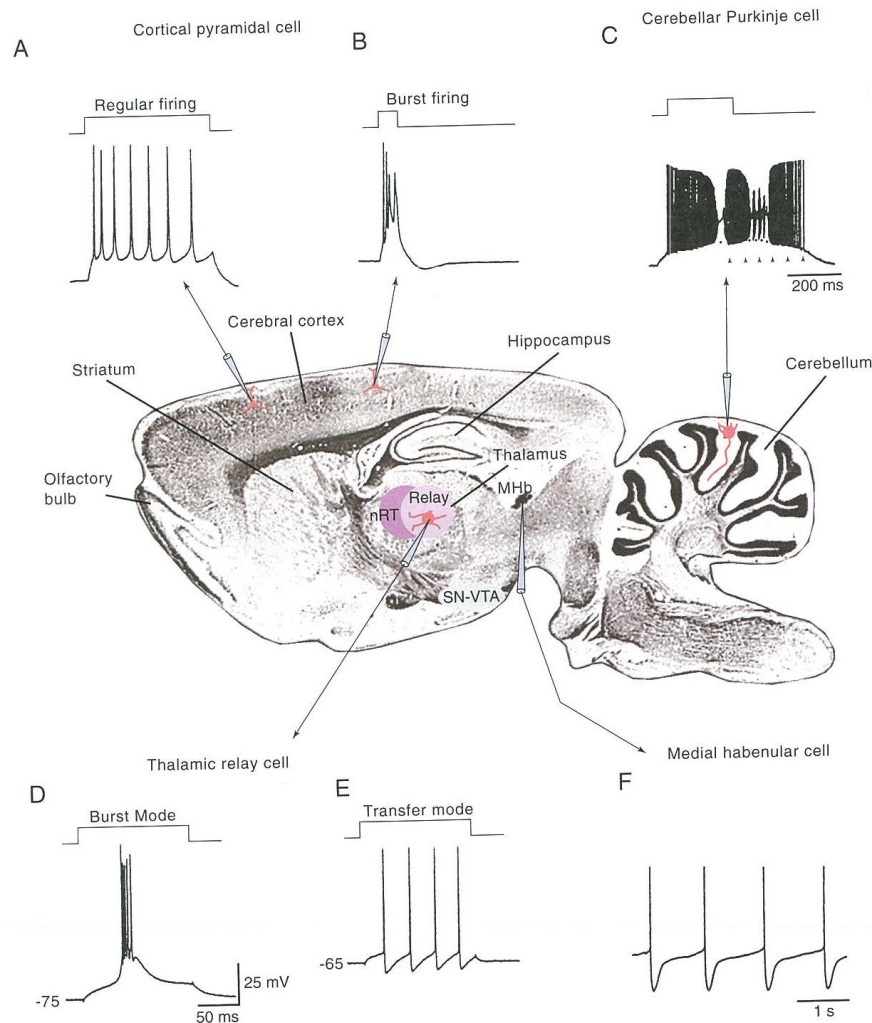 Cortical pyramidal cell
Cerebellar Purkinje cell
A
B
C
Regular firing
Burst firing
200 ms
Cerebral cortex
Hippocampus
Striatum
Cerebellum
Thalamus
Olfactory
bulb
MHb
Relay
nRT
SN-VTA
Thalamic relay cell
Medial habenular cell
D
E
F
Burst Mode
Transfer mode
-65
25 mV
-75
50 ms
1 s